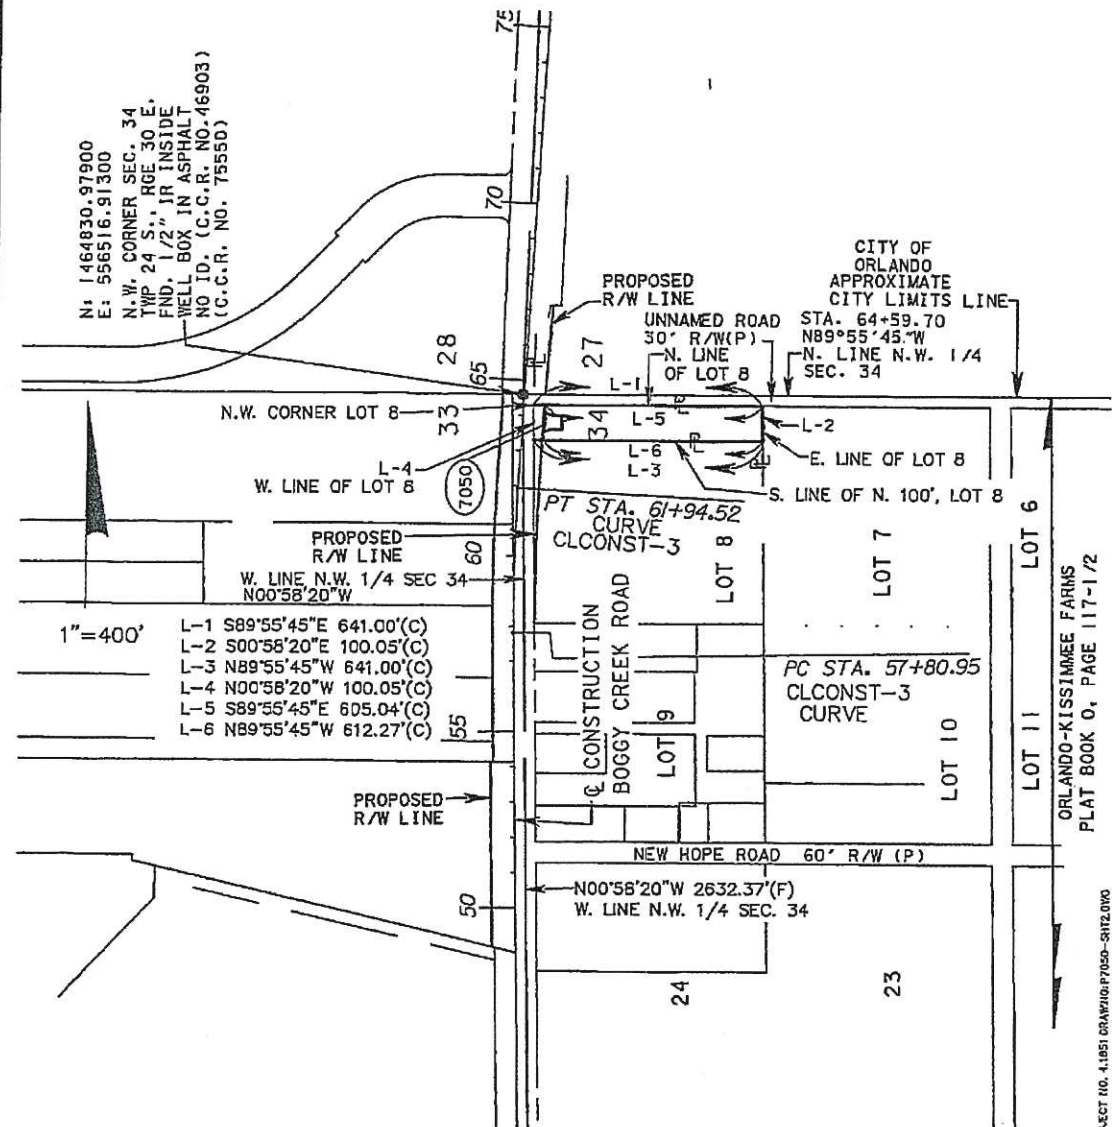 75
N: 1464830.97900
E: 556516.91300
N.W. CORNER SEC. 34
TWP 24 S., RGE 30 E.
FND. 1/2" IR INSIDE
WELL BOX IN ASPHALT
NO ID. (C.C.R. NO.46903)
(C.C.R. NO. 75550)
70
PROPOSED
R/W LINE
UNNAMED ROAD
30' R/W(P)
N. LINE
OF LOT 8
CITY OF
ORLANDO
APPROXIMATE
CITY LIMITS LINE
STA. 64+59.70
N89°55'45"W
N. LINE N.W. 1/4
SEC. 34
28
27
65
L-1
N.W. CORNER LOT 8
33
34
L-5
L-2
L-6
L-3
E. LINE OF LOT 8
L-4
W. LINE OF LOT 8
7050
S. LINE OF N. 100', LOT 8
PT STA. 61+94.52
CURVE
CLCONST-3
PROPOSED
R/W LINE
60
W. LINE N.W. 1/4 SEC 34
N00°58'20"W
LOT 8
LOT 7
LOT 6
1"=400'
L-1 S89°55'45"E 641.00'(C)
L-2 S00°58'20"E 100.05'(C)
L-3 N89°55'45"W 641.00'(C)
L-4 N00°58'20"W 100.05'(C)
L-5 S89°55'45"E 605.04'(C)
L-6 N89°55'45"W 612.27'(C)
55
℄ CONSTRUCTION
BOGGY CREEK ROAD
PC STA. 57+80.95
CLCONST-3
CURVE
LOT 9
LOT 10
LOT 11
ORLANDO-KISSIMMEE FARMS
PLAT BOOK O, PAGE 117-1/2
PROPOSED
R/W LINE
NEW HOPE ROAD 60' R/W (P)
N00°58'20"W 2632.37'(F)
W. LINE N.W. 1/4 SEC. 34
50
24
23
JECT NO. 4.1851 DRAWING:P7050-SHT2.DWG